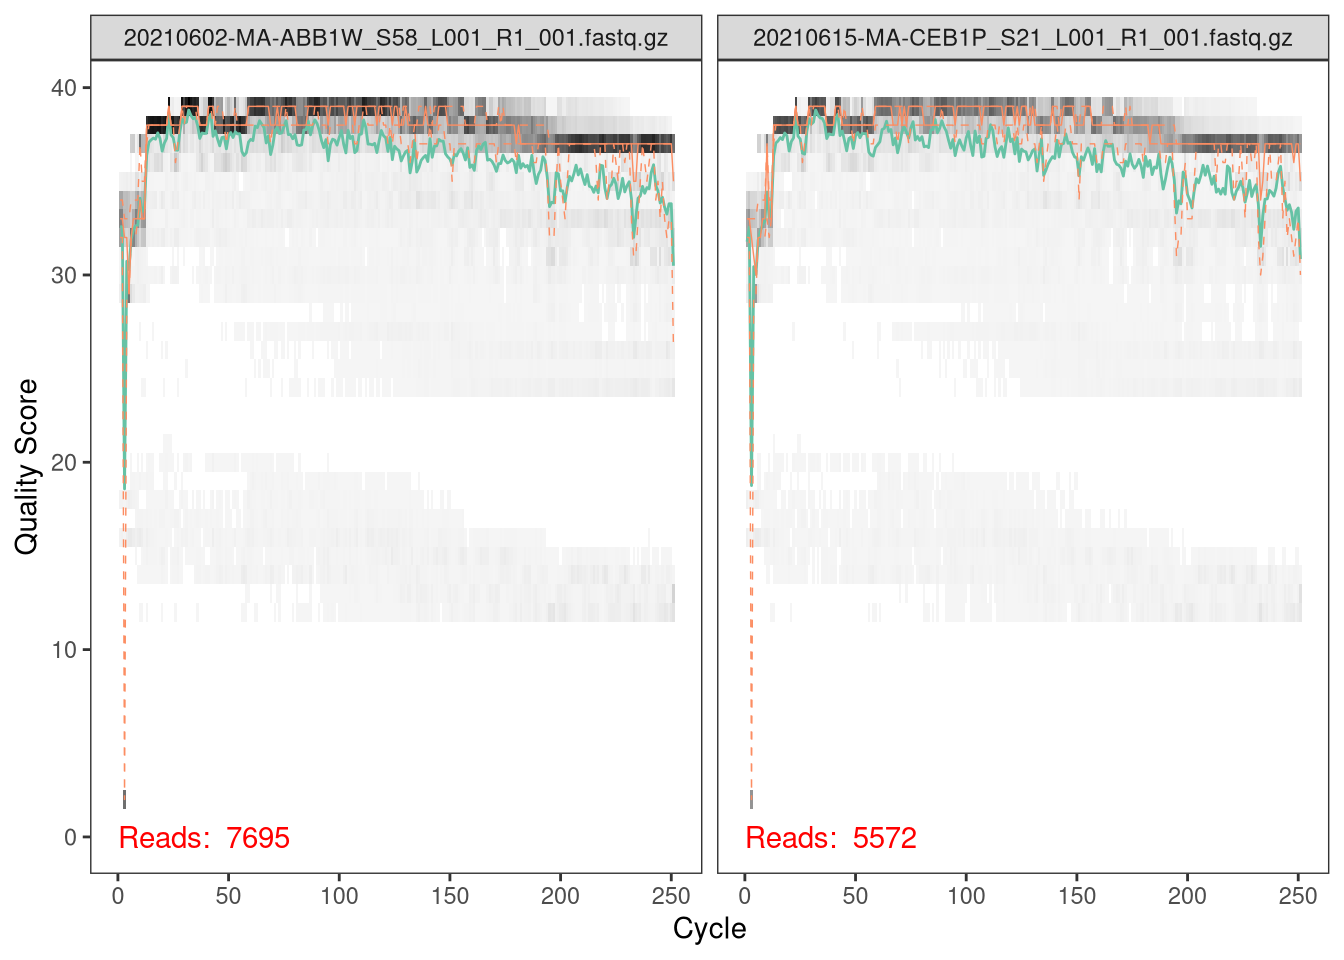 20210602-MA-ABB1W_S58_L001_R1_001.fastq.gz
20210615-MA-CEB1P_S21_L001_R1_001.fastq.gz
Quality Score
40
30
20
10
0
Reads: 7695
Reads: 5572
0 50 100 150 200 250
0 50 100 150 200 250
Cycle